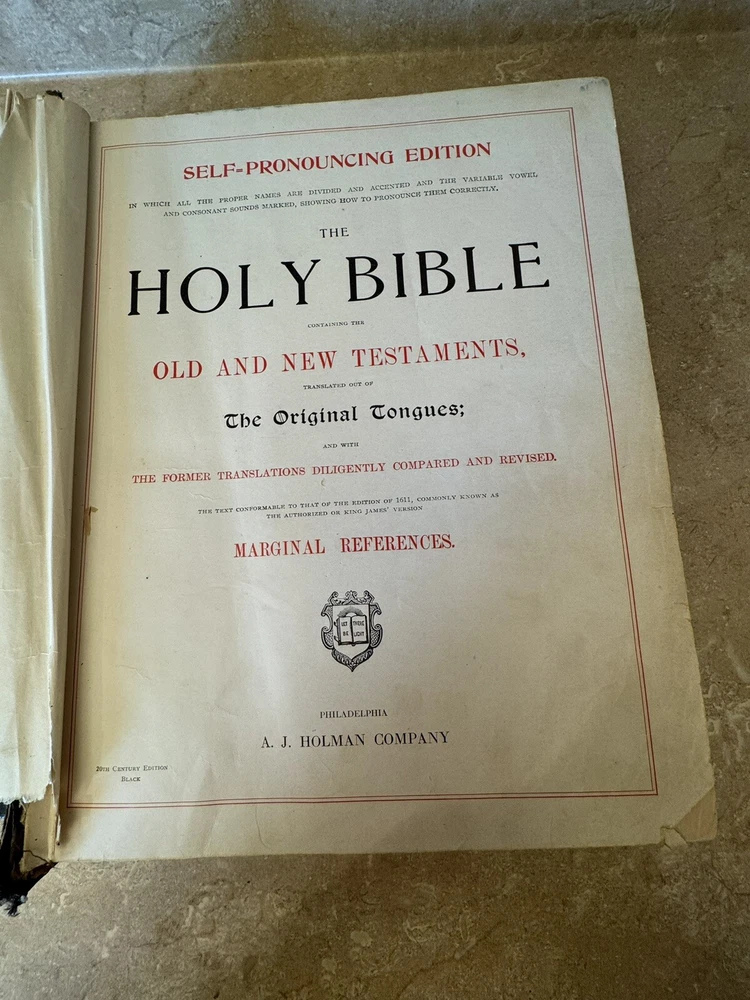 SELF-PRONOUNCING EDITION
IN WHICH ALL THE PROPER NAMES ARE DIVIDED AND ACCENTED AND THE VARIABLE VOWEL
AND CONSONANT SOUNDS MARKED, SHOWING HOW TO PRONOUNCE THEM CORRECTLY.
THE
HOLY BIBLE
CONTAINING THE
OLD AND NEW TESTAMENTS,
TRANSLATED OUT OF
The Original Tongues;
AND WITH
THE FORMER TRANSLATIONS DILIGENTLY COMPARED AND REVISED.
THE TEXT CONFORMABLE TO THAT OF THE EDITION OF 1611, COMMONLY KNOWN AS
THE AUTHORIZED OR KING JAMES' VERSION
MARGINAL REFERENCES.
LET THERE
BE LIGHT
PHILADELPHIA
A. J. HOLMAN COMPANY
20TH CENTURY EDITION
BLACK